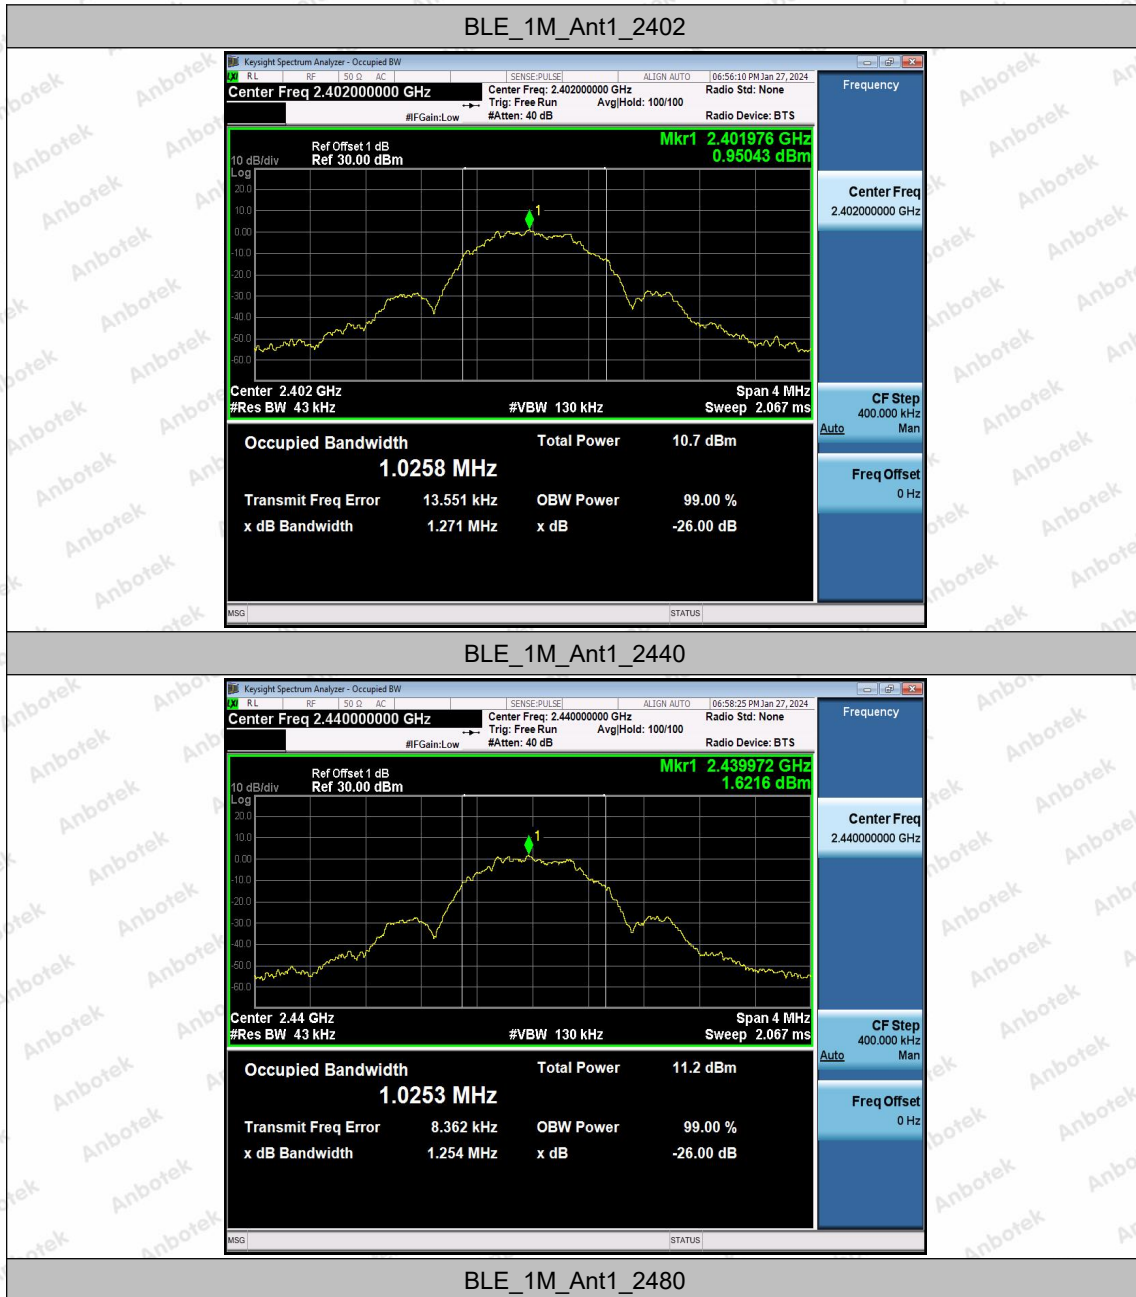 BLE_1M_Ant1_2402
Keysight Spectrum Analyzer - Occupied BW
RL RF 50 Ω AC SENSE:PULSE ALIGN AUTO 06:56:10 PM Jan 27, 2024
Center Freq 2.402000000 GHz
Center Freq: 2.402000000 GHz
Radio Std: None
Trig: Free Run Avg|Hold: 100/100
#IFGain:Low #Atten: 40 dB Radio Device: BTS
Frequency
Mkr1 2.401976 GHz
0.95043 dBm
Ref Offset 1 dB
10 dB/div Ref 30.00 dBm
Log
20.0
10.0
0.00
-10.0
-20.0
-30.0
-40.0
-50.0
-60.0
1
Center 2.402 GHz Span 4 MHz
#Res BW 43 kHz #VBW 130 kHz Sweep 2.067 ms
Center Freq
2.402000000 GHz
CF Step
400.000 kHz
Auto Man
Freq Offset
0 Hz
Occupied Bandwidth Total Power 10.7 dBm
1.0258 MHz
Transmit Freq Error 13.551 kHz OBW Power 99.00 %
x dB Bandwidth 1.271 MHz x dB -26.00 dB
MSG STATUS
BLE_1M_Ant1_2440
Keysight Spectrum Analyzer - Occupied BW
RL RF 50 Ω AC SENSE:PULSE ALIGN AUTO 06:58:25 PM Jan 27, 2024
Center Freq 2.440000000 GHz
Center Freq: 2.440000000 GHz
Radio Std: None
Trig: Free Run Avg|Hold: 100/100
#IFGain:Low #Atten: 40 dB Radio Device: BTS
Frequency
Mkr1 2.439972 GHz
1.6216 dBm
Ref Offset 1 dB
10 dB/div Ref 30.00 dBm
Log
20.0
10.0
0.00
-10.0
-20.0
-30.0
-40.0
-50.0
-60.0
1
Center 2.44 GHz Span 4 MHz
#Res BW 43 kHz #VBW 130 kHz Sweep 2.067 ms
Center Freq
2.440000000 GHz
CF Step
400.000 kHz
Auto Man
Freq Offset
0 Hz
Occupied Bandwidth Total Power 11.2 dBm
1.0253 MHz
Transmit Freq Error 8.362 kHz OBW Power 99.00 %
x dB Bandwidth 1.254 MHz x dB -26.00 dB
MSG STATUS
BLE_1M_Ant1_2480
Anbotek